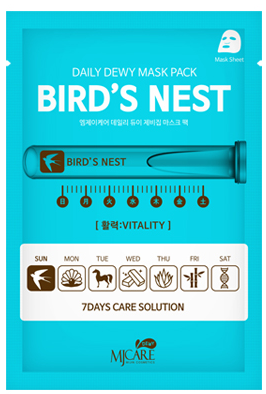 Mask Sheet
DAILY DEWY MASK PACK
BIRD'S NEST
엠제이케어 데일리 듀이 제비집 마스크 팩
BIRD'S NEST
日 月 火 水 木 金 土
[ 활력:VITALITY ]
SUN MON TUE WED THU FRI SAT
7DAYS CARE SOLUTION
MJCARE